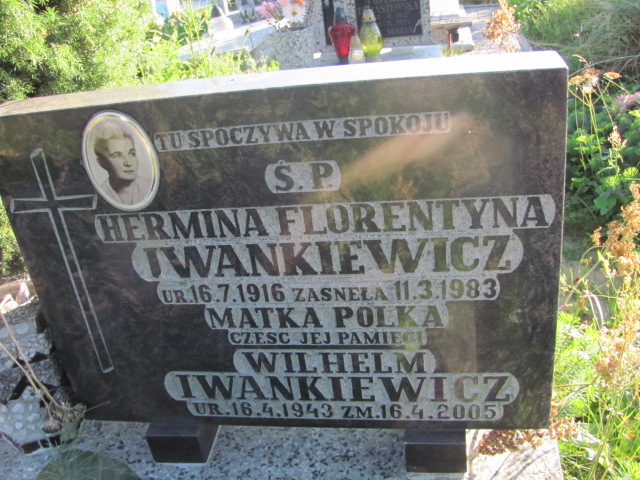 TU SPOCZYWA W SPOKOJU
Ś.P.
HERMINA FLORENTYNA
IWANKIEWICZ
UR.16.7.1916 ZASNĘŁA 11.3.1983
MATKA POLKA
CZEŚĆ JEJ PAMIĘCI
WILHELM
IWANKIEWICZ
UR.16.4.1943 ZM.16.4.2005